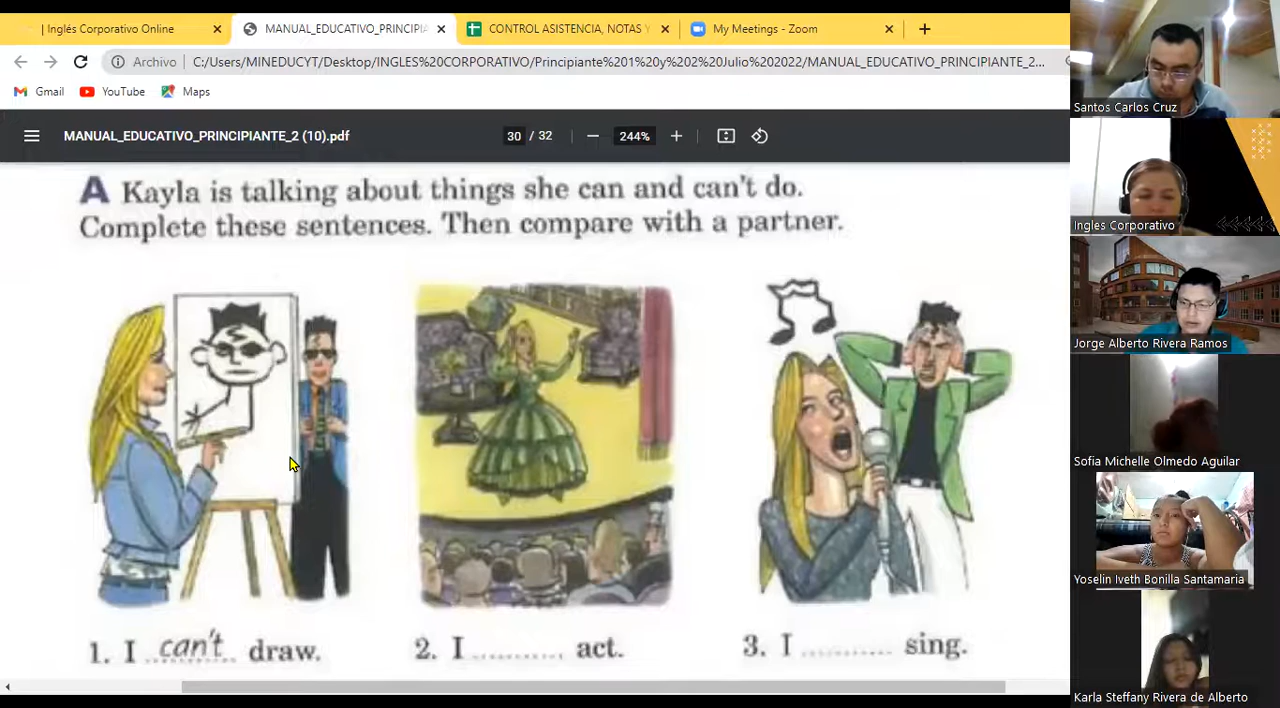 Inglés Corporativo Online
MANUAL_EDUCATIVO_PRINCIPIA
CONTROL ASISTENCIA, NOTAS Y
My Meetings - Zoom
Archivo
C:/Users/MINEDUCYT/Desktop/INGLES%20CORPORATIVO/Principiante%201%20y%202%20Julio%202022/MANUAL_EDUCATIVO_PRINCIPIANTE_2...
Gmail
YouTube
Maps
MANUAL_EDUCATIVO_PRINCIPIANTE_2 (10).pdf
30 / 32
244%
A Kayla is talking about things she can and can't do.
Complete these sentences. Then compare with a partner.
1. I can't draw.
2. I ............ act.
3. I ............ sing.
Santos Carlos Cruz
Ingles Corporativo
Jorge Alberto Rivera Ramos
Sofia Michelle Olmedo Aguilar
Yoselin Iveth Bonilla Santamaria
Karla Steffany Rivera de Alberto